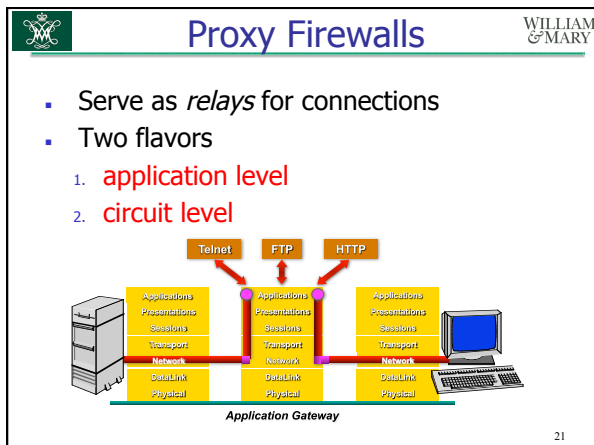 Proxy Firewalls
WILLIAM
&MARY
▪ Serve as relays for connections
▪ Two flavors
1. application level
2. circuit level
Telnet FTP HTTP
Applications Applications Applications
Presentations Presentations Presentations
Sessions Sessions Sessions
Transport Transport Transport
Network Network Network
DataLink DataLink DataLink
Physical Physical Physical
Application Gateway
21